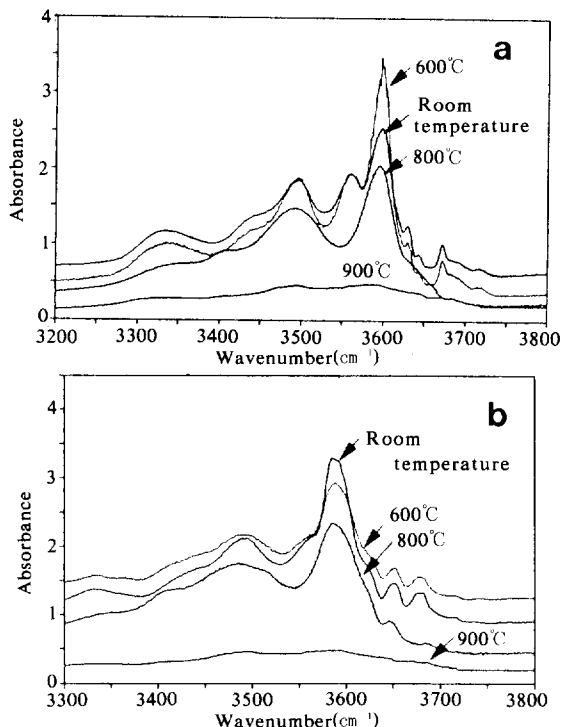 a
4
3
2
1
0
Absorbance
600℃
Room
temperature
800℃
900℃
3200 3300 3400 3500 3600 3700 3800
Wavenumber(cm⁻¹)
b
4
3
2
1
0
Absorbance
Room
temperature
600℃
800℃
900℃
3300 3400 3500 3600 3700 3800
Wavenumber(cm⁻¹)